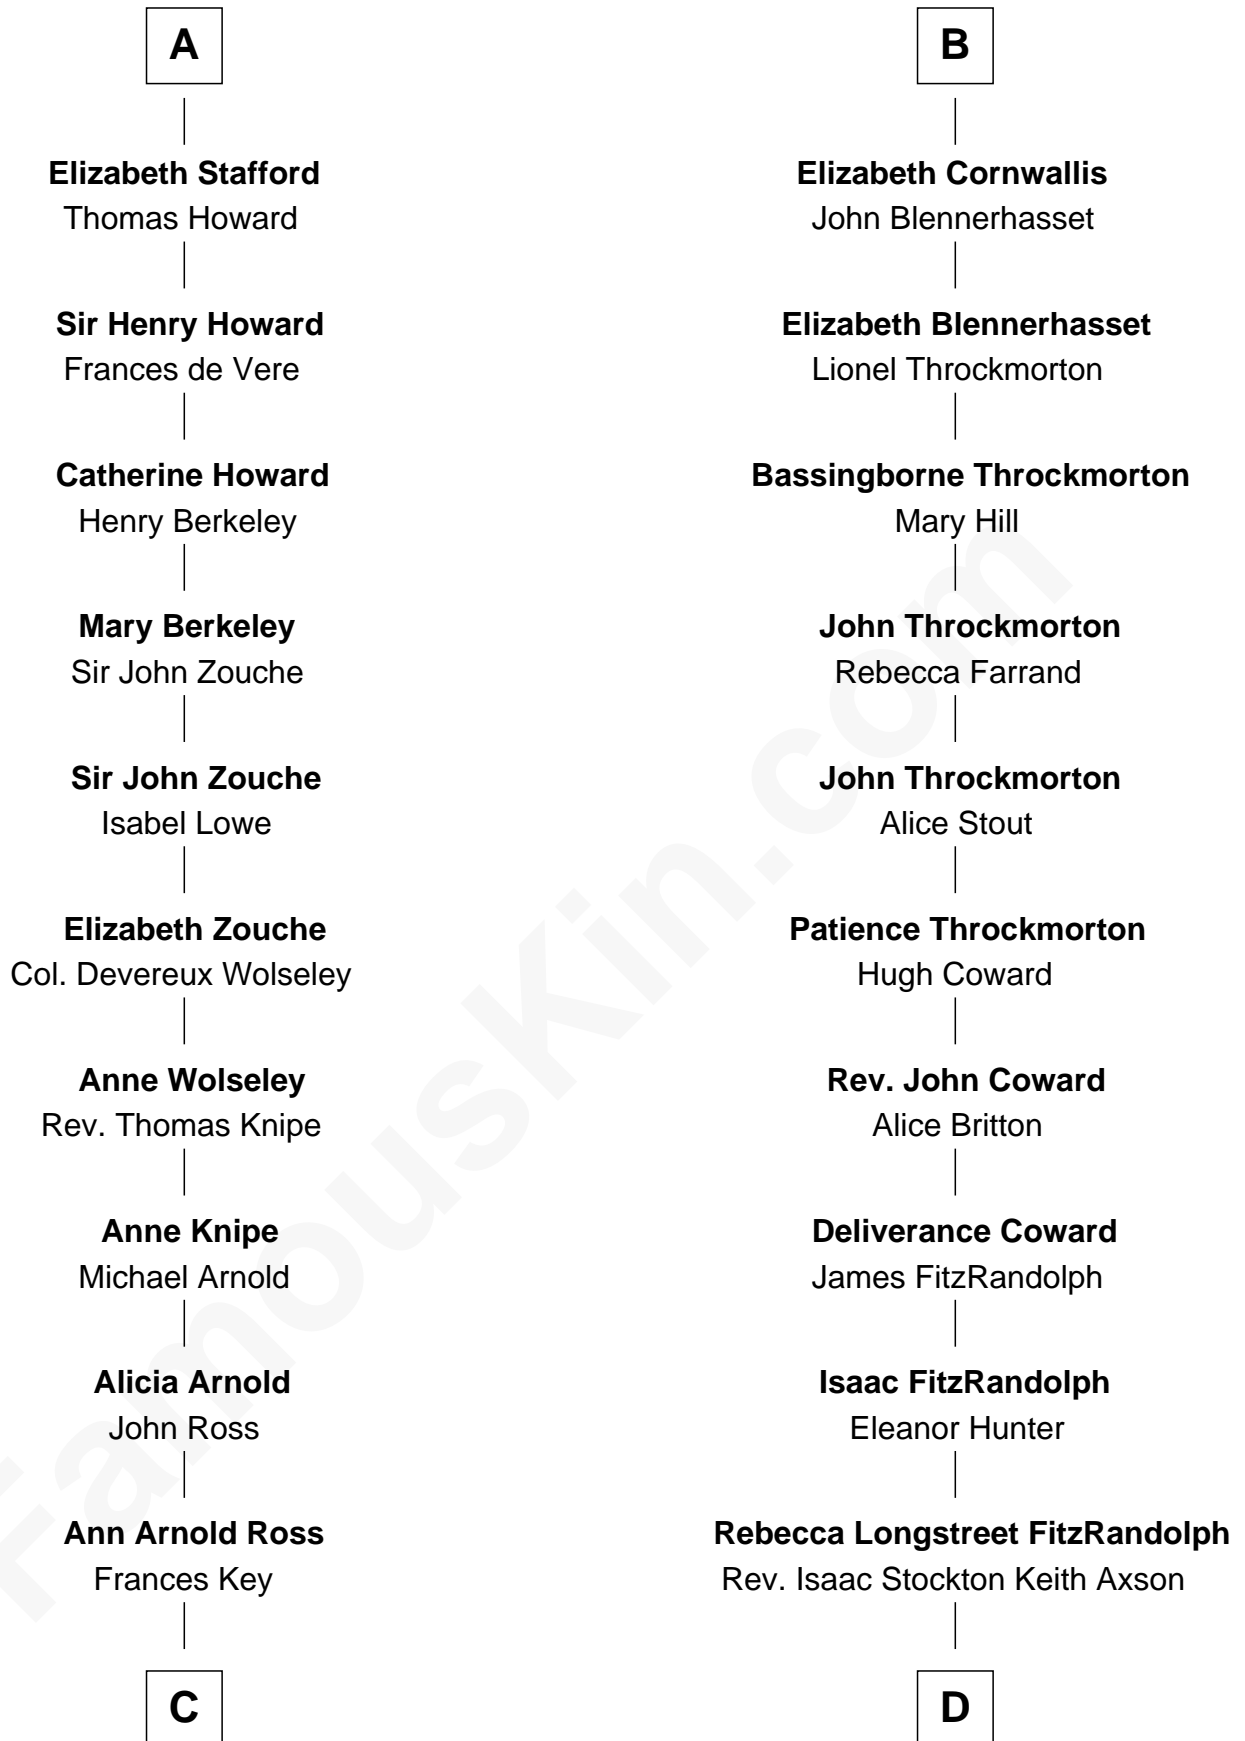 A
Elizabeth Stafford
Thomas Howard
Sir Henry Howard
Frances de Vere
Catherine Howard
Henry Berkeley
Mary Berkeley
Sir John Zouche
Sir John Zouche
Isabel Lowe
Elizabeth Zouche
Col. Devereux Wolseley
Anne Wolseley
Rev. Thomas Knipe
Anne Knipe
Michael Arnold
Alicia Arnold
John Ross
Ann Arnold Ross
Frances Key
C
B
Elizabeth Cornwallis
John Blennerhasset
Elizabeth Blennerhasset
Lionel Throckmorton
Bassingborne Throckmorton
Mary Hill
John Throckmorton
Rebecca Farrand
John Throckmorton
Alice Stout
Patience Throckmorton
Hugh Coward
Rev. John Coward
Alice Britton
Deliverance Coward
James FitzRandolph
Isaac FitzRandolph
Eleanor Hunter
Rebecca Longstreet FitzRandolph
Rev. Isaac Stockton Keith Axson
D
FamousKin.com